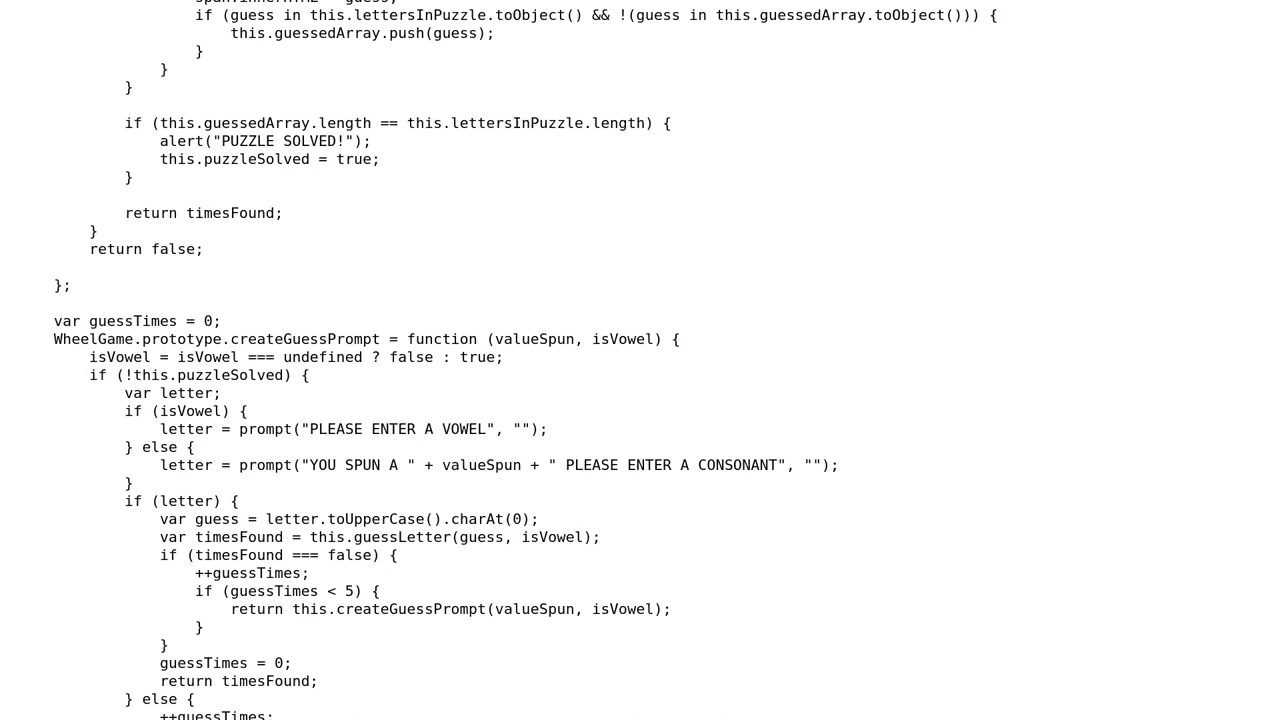 span.innerHTML = guess;
if (guess in this.lettersInPuzzle.toObject() && !(guess in this.guessedArray.toObject())) {
this.guessedArray.push(guess);
}
}
}
if (this.guessedArray.length == this.lettersInPuzzle.length) {
alert("PUZZLE SOLVED!");
this.puzzleSolved = true;
}
return timesFound;
}
return false;
};
var guessTimes = 0;
WheelGame.prototype.createGuessPrompt = function (valueSpun, isVowel) {
isVowel = isVowel === undefined ? false : true;
if (!this.puzzleSolved) {
var letter;
if (isVowel) {
letter = prompt("PLEASE ENTER A VOWEL", "");
} else {
letter = prompt("YOU SPUN A " + valueSpun + " PLEASE ENTER A CONSONANT", "");
}
if (letter) {
var guess = letter.toUpperCase().charAt(0);
var timesFound = this.guessLetter(guess, isVowel);
if (timesFound === false) {
++guessTimes;
if (guessTimes < 5) {
return this.createGuessPrompt(valueSpun, isVowel);
}
}
guessTimes = 0;
return timesFound;
} else {
++guessTimes;